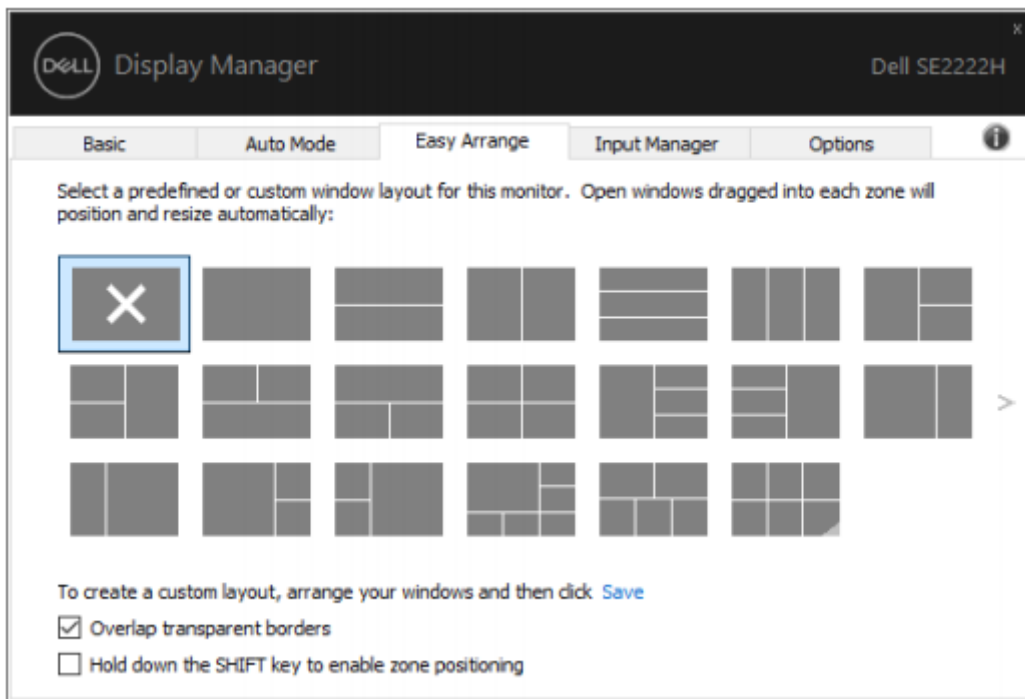 DELL Display Manager
Dell SE2222H
x
Basic
Auto Mode
Easy Arrange
Input Manager
Options
Select a predefined or custom window layout for this monitor. Open windows dragged into each zone will
position and resize automatically:
>
To create a custom layout, arrange your windows and then click Save
Overlap transparent borders
Hold down the SHIFT key to enable zone positioning